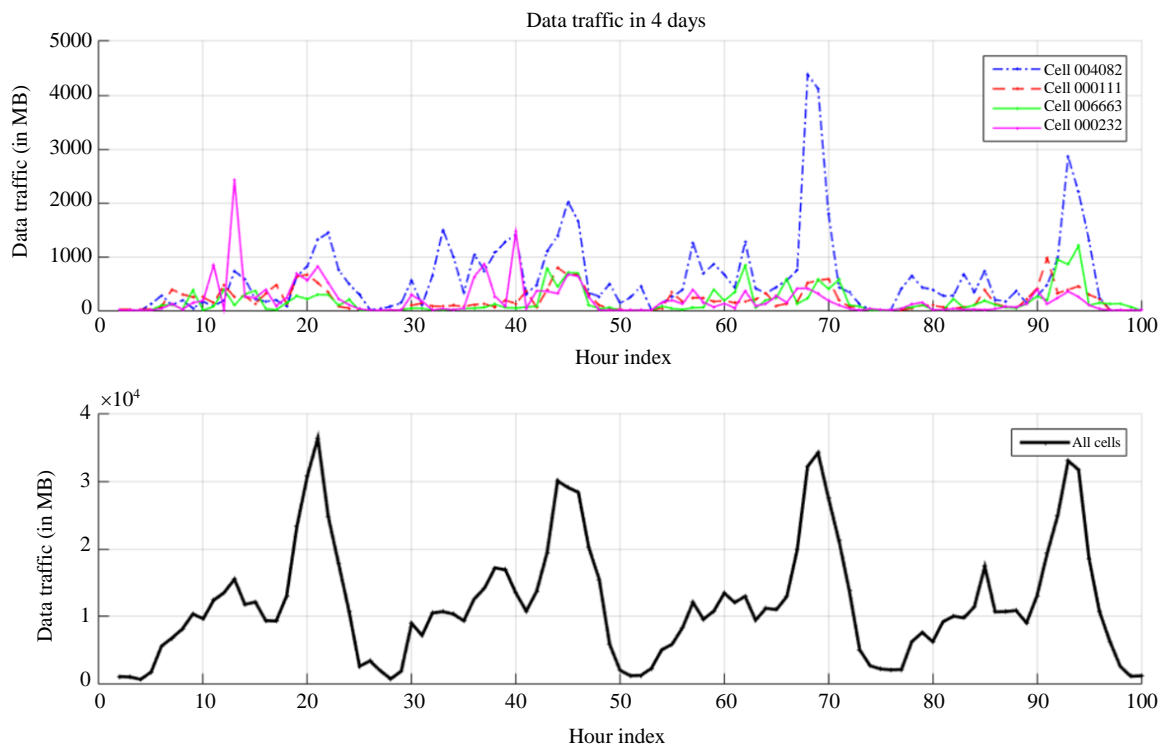 Data traffic in 4 days
Data traffic (in MB)
5000
4000
3000
2000
1000
0
Cell 004082
Cell 000111
Cell 006663
Cell 000232
0 10 20 30 40 50 60 70 80 90 100
Hour index
×10⁴
Data traffic (in MB)
4
3
2
1
0
All cells
0 10 20 30 40 50 60 70 80 90 100
Hour index